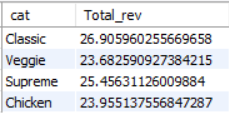 cat Total_rev
Classic 26.905960255669658
Veggie 23.682590927384215
Supreme 25.45631126009884
Chicken 23.955137556847287